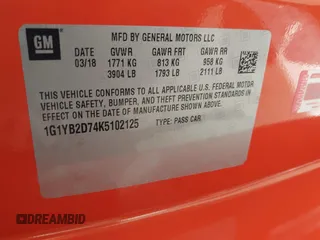 GM
MFD BY GENERAL MOTORS LLC
03/18 GVWR GAWR FRT GAWR RR
1771 KG 813 KG 958 KG
3904 LB 1793 LB 2111 LB
THIS VEHICLE CONFORMS TO ALL APPLICABLE U.S. FEDERAL MOTOR
VEHICLE SAFETY, BUMPER, AND THEFT PREVENTION STANDARDS IN
EFFECT ON THE DATE OF MANUFACTURE SHOWN ABOVE.
1G1YB2D74K5102125 TYPE: PASS CAR
DREAMBID